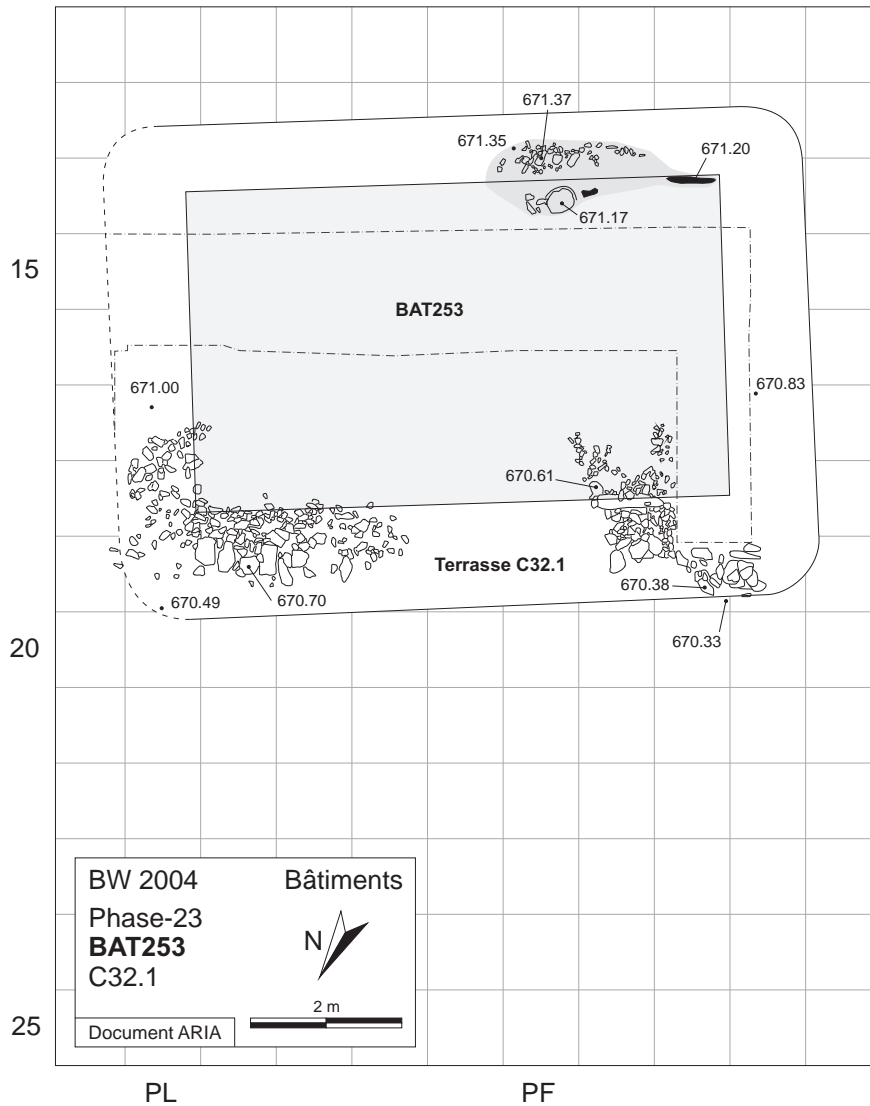 671.37
671.35
671.20
671.17
15
BAT253
671.00
670.83
670.61
Terrasse C32.1
670.38
670.49
670.70
670.33
20
BW 2004
Bâtiments
Phase-23
BAT253
C32.1
N
2 m
Document ARIA
25
PL
PF